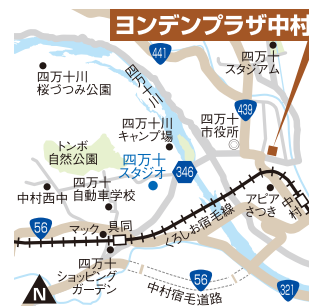 ヨンデンプラザ中村
441
四万十
スタジアム
四万十川
桜づつみ公園
四万十川
439
四万十川
キャンプ場
四万十
市役所
トンボ
自然公園
四万十
スタジオ
346
中村西中
四万十
自動車学校
アピア
さつき
中村
56
マック
具同
くろしお宿毛線
四万十
ショッピング
ガーデン
56
中村宿毛道路
321
N